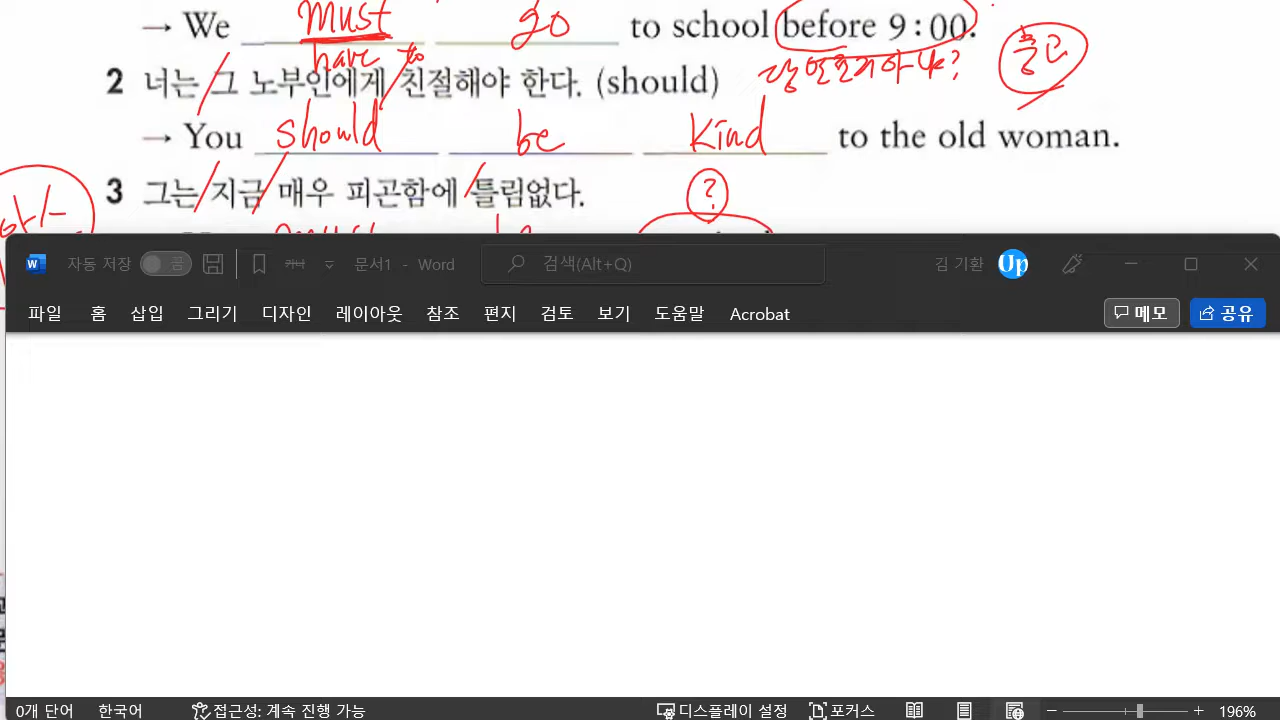 → We must go to school before 9:00.
have to
2 너는 그 노부인에게 친절해야 한다. (should)
→ You should be kind to the old woman.
3 그는 지금 매우 피곤함에 틀림없다.
?
자동 저장 끔 가나 문서1 - Word 검색(Alt+Q) 김 기환 Up
파일 홈 삽입 그리기 디자인 레이아웃 참조 편지 검토 보기 도움말 Acrobat 메모 공유
0개 단어 한국어 접근성: 계속 진행 가능 디스플레이 설정 포커스 196%